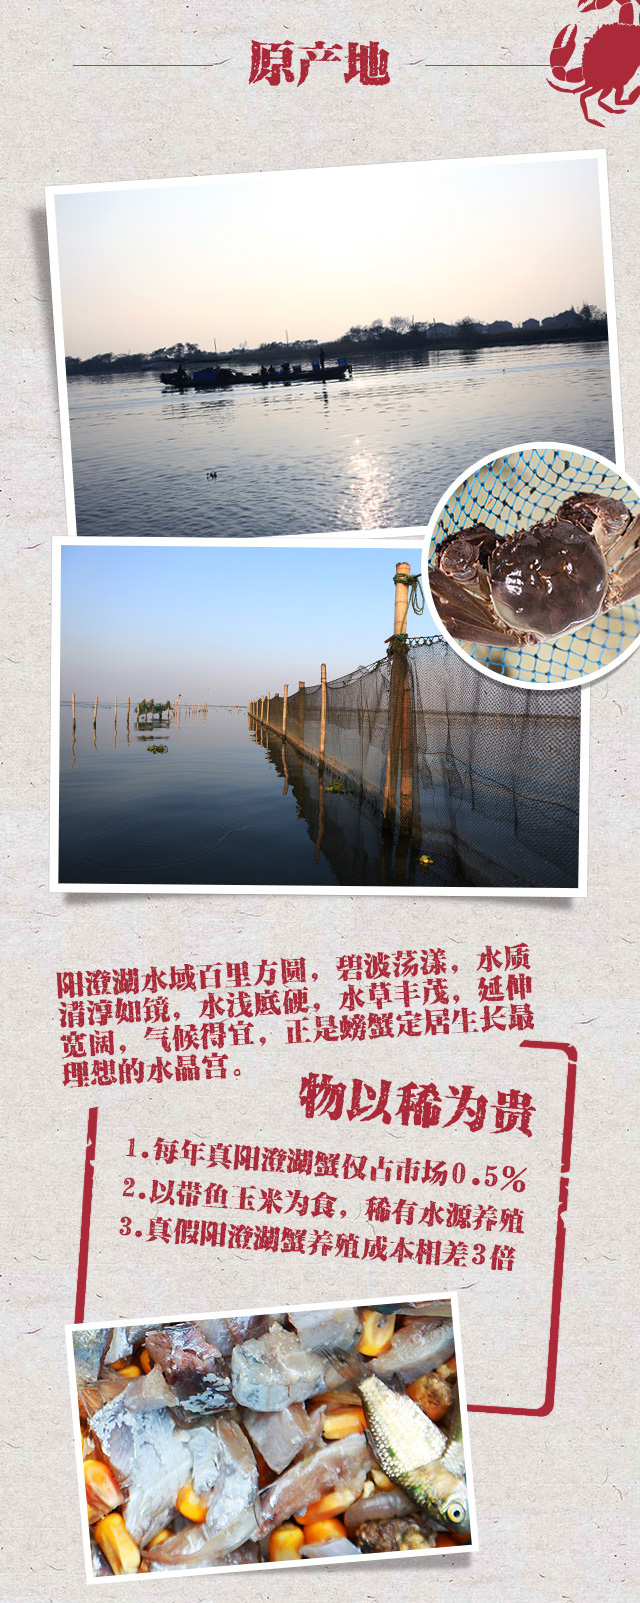 原产地
阳澄湖水域百里方圆，碧波荡漾，水质
清淳如镜，水浅底硬，水草丰茂，延伸
宽阔，气候得宜，正是螃蟹定居生长最
理想的水晶宫。
物以稀为贵
1.每年真阳澄湖蟹仅占市场0.5%
2.以带鱼玉米为食，稀有水源养殖
3.真假阳澄湖蟹养殖成本相差3倍